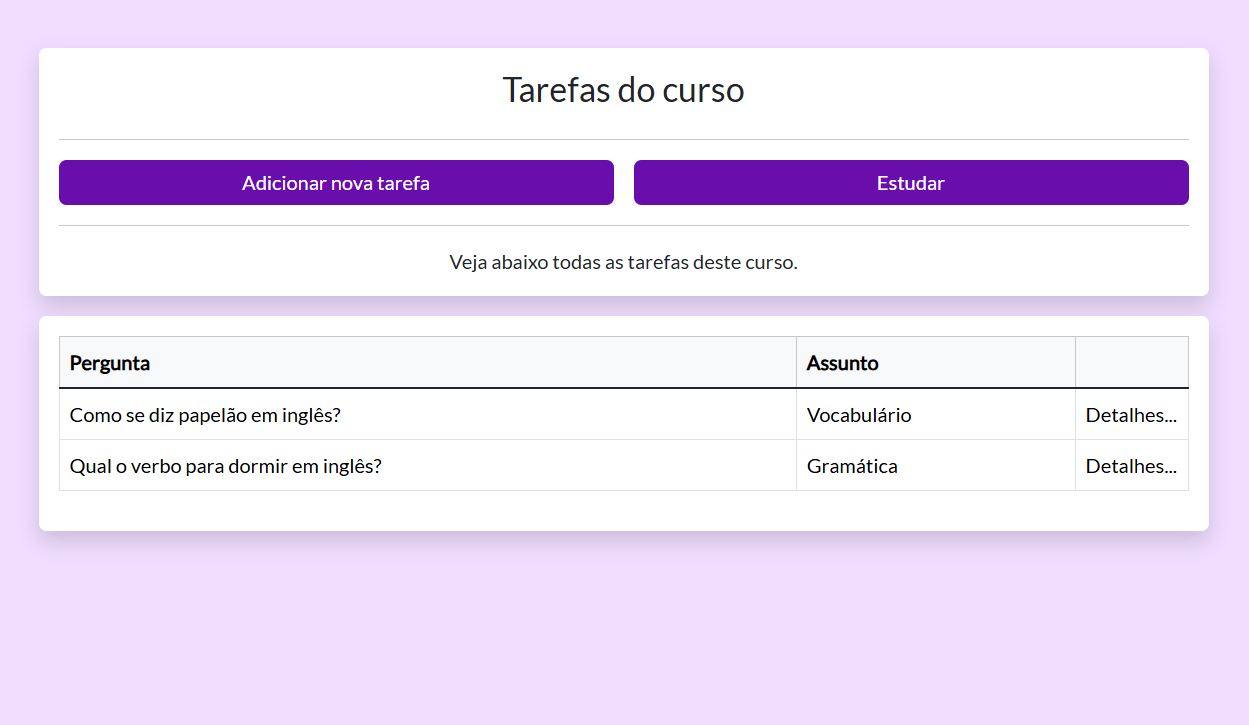 Tarefas do curso
Adicionar nova tarefa
Estudar
Veja abaixo todas as tarefas deste curso.
Pergunta Assunto
Como se diz papelão em inglês? Vocabulário Detalhes...
Qual o verbo para dormir em inglês? Gramática Detalhes...